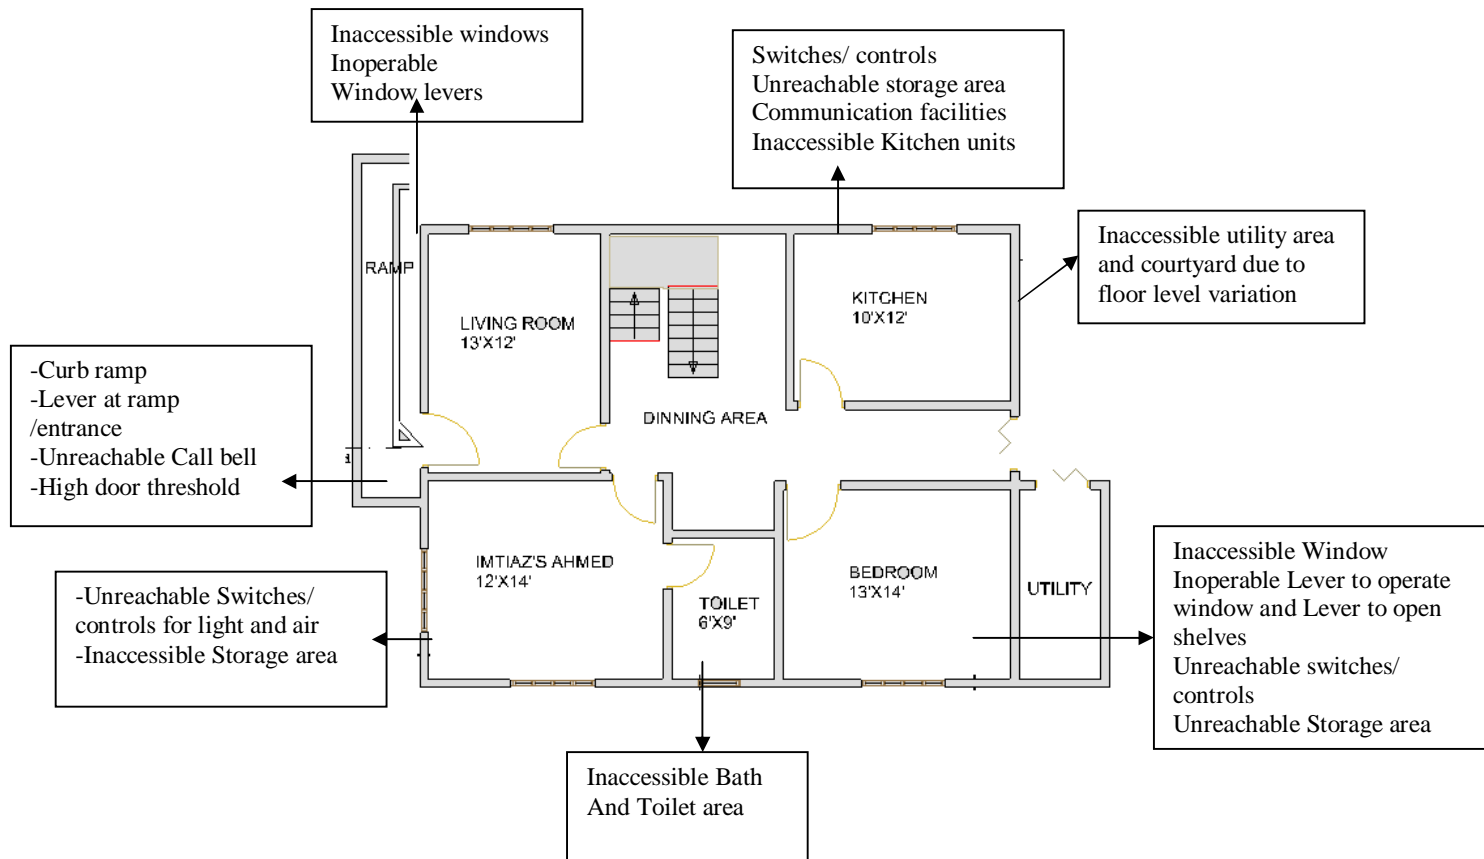 Inaccessible windows
Inoperable
Window levers
Switches/ controls
Unreachable storage area
Communication facilities
Inaccessible Kitchen units
Inaccessible utility area
and courtyard due to
floor level variation
RAMP
LIVING ROOM
13'X12'
KITCHEN
10'X12'
DINNING AREA
-Curb ramp
-Lever at ramp
/entrance
-Unreachable Call bell
-High door threshold
IMTIAZ'S AHMED
12'X14'
TOILET
6'X9'
BEDROOM
13'X14'
UTILITY
-Unreachable Switches/
controls for light and air
-Inaccessible Storage area
Inaccessible Window
Inoperable Lever to operate
window and Lever to open
shelves
Unreachable switches/
controls
Unreachable Storage area
Inaccessible Bath
And Toilet area